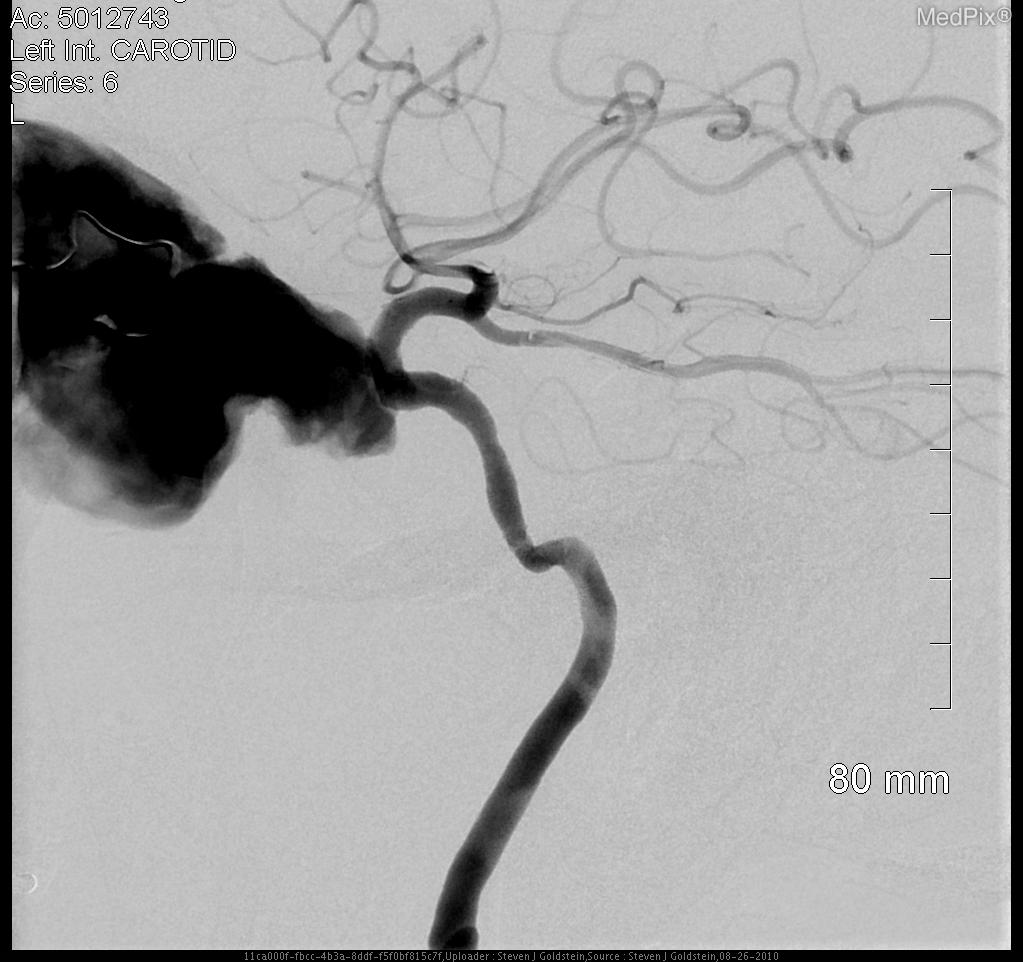 Ac: 5012743
MedPix®
Left Int. CAROTID
Series: 6
L
80 mm
11ca000f-fbcc-4b3a-8ddf-f5f0bf815c7f,Uploader : Steven J Goldstein,Source : Steven J Goldstein,08-26-2010